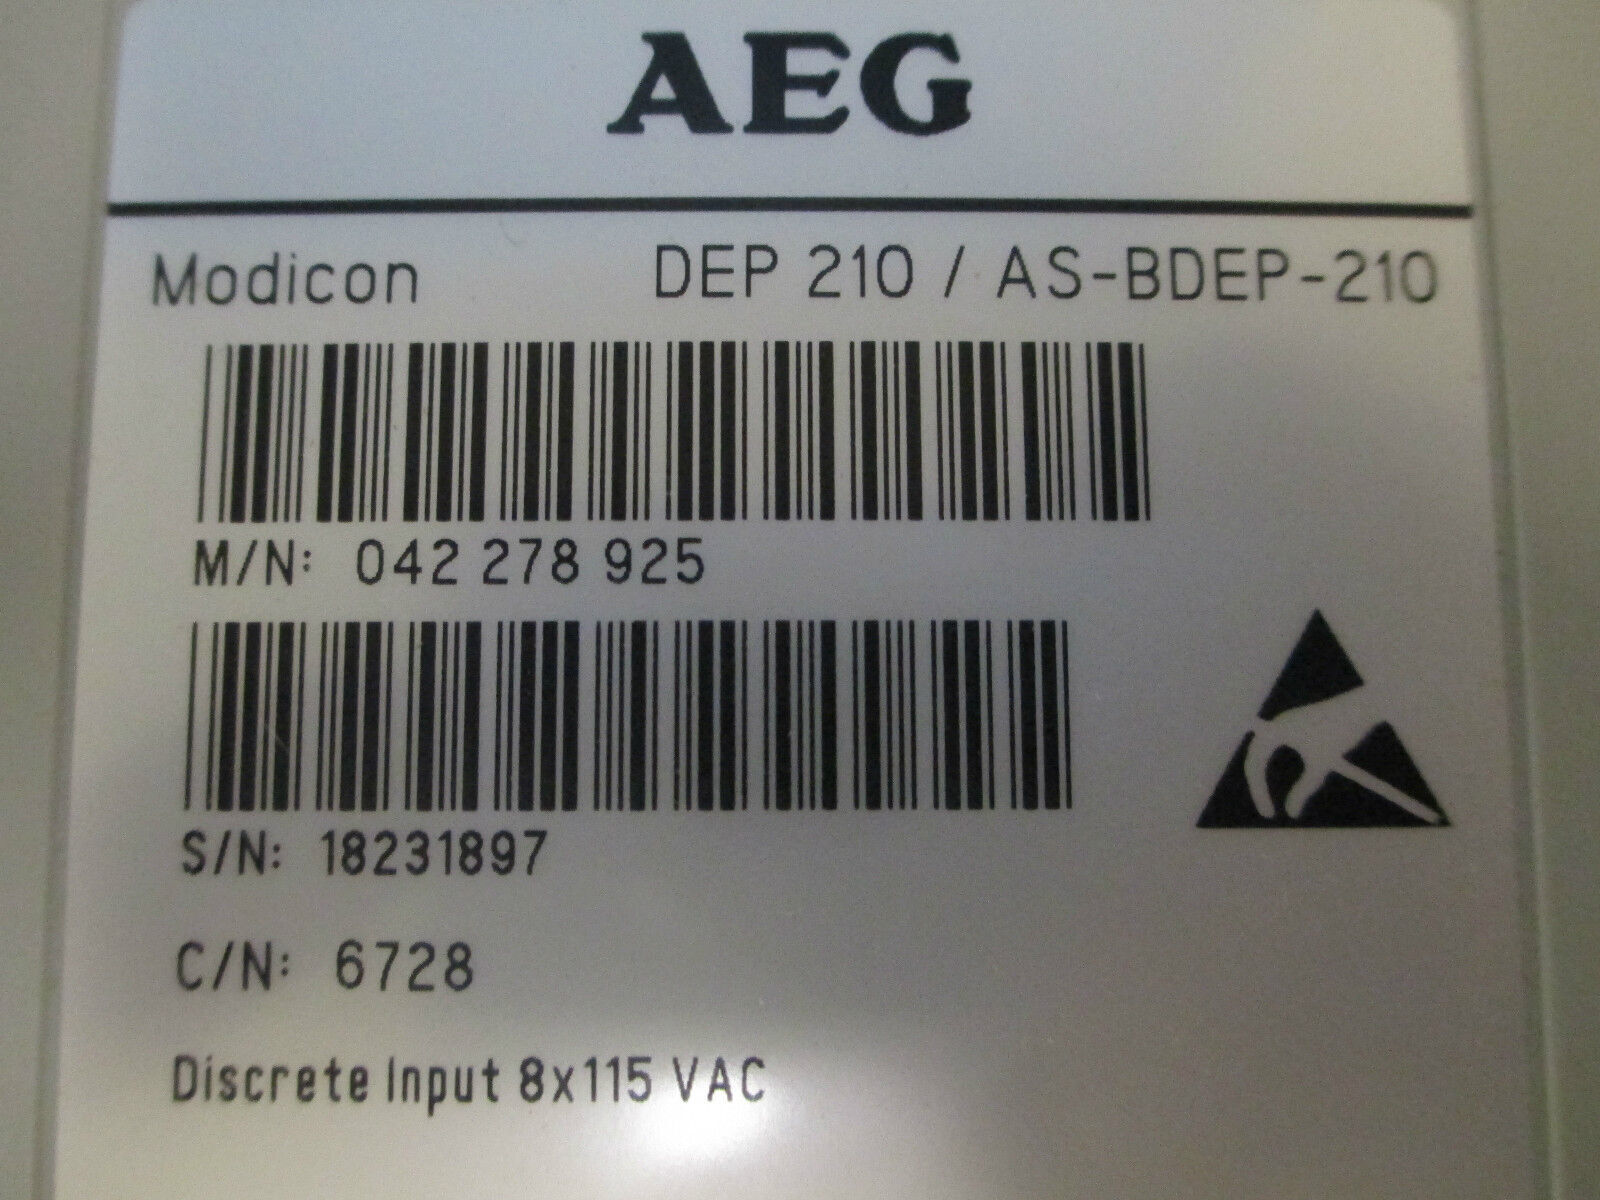 AEG
Modicon DEP 210 / AS-BDEP-210
M/N: 042 278 925
S/N: 18231897
C/N: 6728
Discrete Input 8x115 VAC